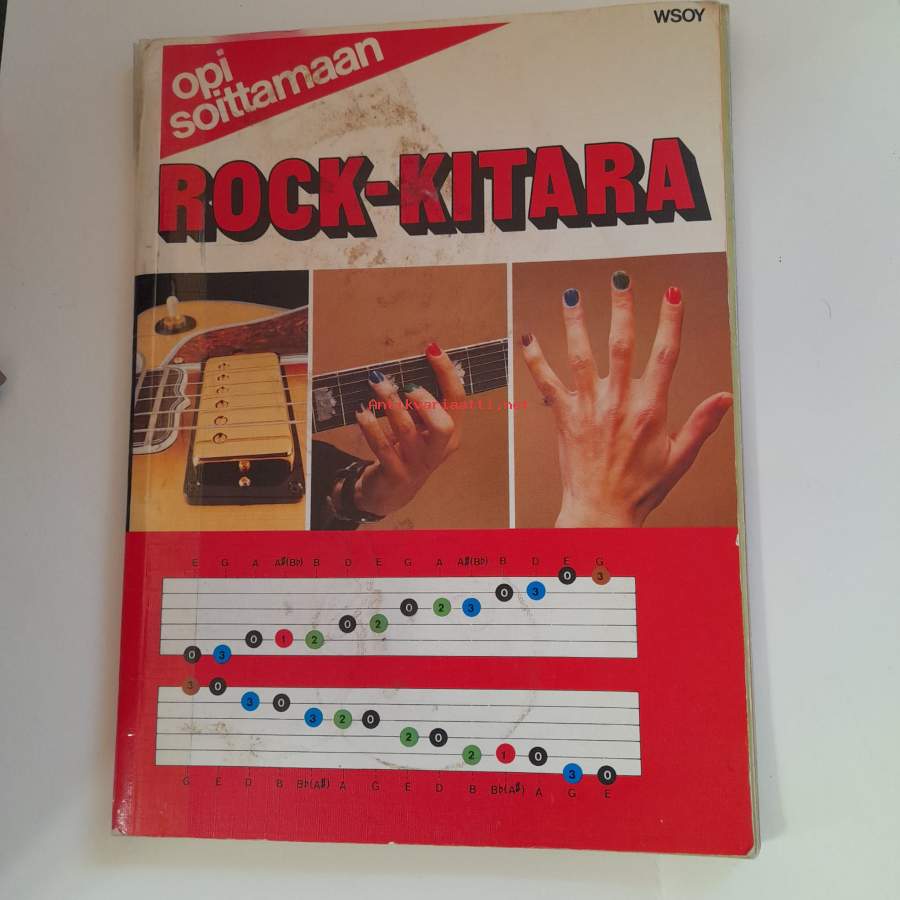 WSOY
opi
soittamaan
ROCK-KITARA
Antikvariaatti.net
E G A A♯(B♭) B D E G A A♯(B♭) B D E G
0 3 0 1 2 0 2 0 2 3 0 3 0 3
3 0 3 0 3 2 0 2 0 2 1 0 3 0
G E D B B♭(A♯) A G E D B B♭(A♯) A G E